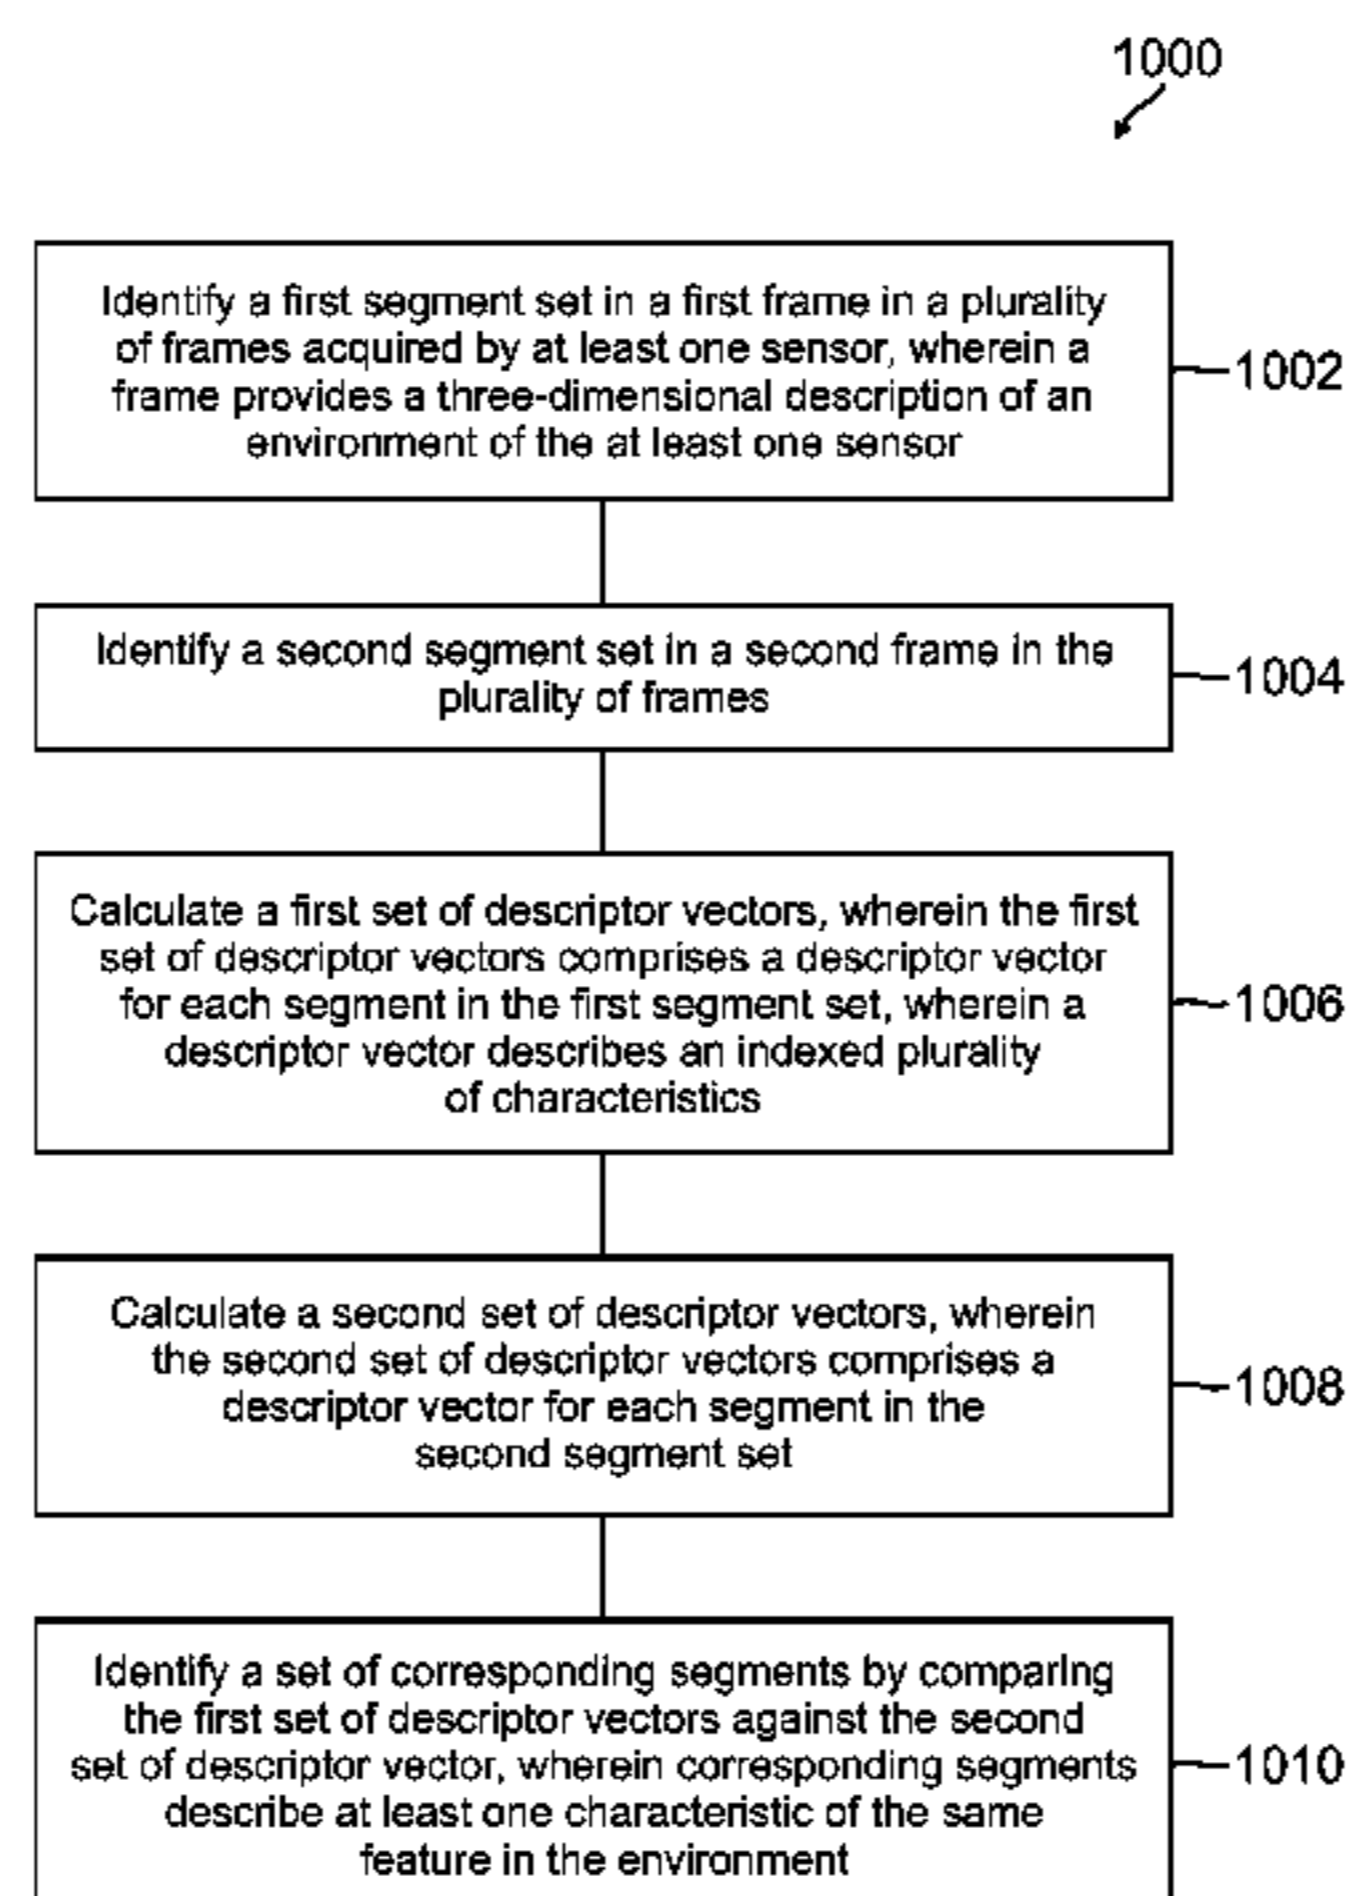 1000
Identify a first segment set in a first frame in a plurality
of frames acquired by at least one sensor, wherein a
frame provides a three-dimensional description of an
environment of the at least one sensor
1002
Identify a second segment set in a second frame in the
plurality of frames
1004
Calculate a first set of descriptor vectors, wherein the first
set of descriptor vectors comprises a descriptor vector
for each segment in the first segment set, wherein a
descriptor vector describes an indexed plurality
of characteristics
1006
Calculate a second set of descriptor vectors, wherein
the second set of descriptor vectors comprises a
descriptor vector for each segment in the
second segment set
1008
Identify a set of corresponding segments by comparing
the first set of descriptor vectors against the second
set of descriptor vector, wherein corresponding segments
describe at least one characteristic of the same
feature in the environment
1010